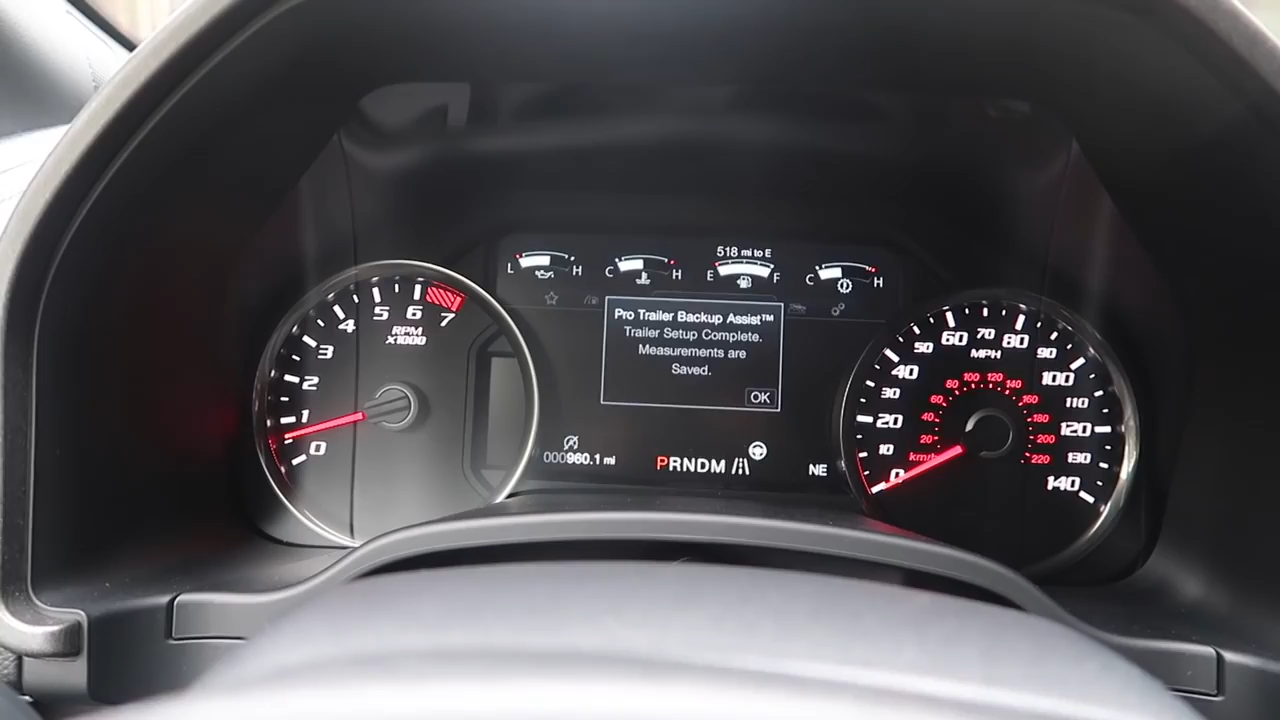 518 mi to E
L H C H E F C H
Pro Trailer Backup Assist™
Trailer Setup Complete.
Measurements are
Saved.
OK
000960.1 mi
PRNDM
NE
0 1 2 3 4 5 6 7
RPM
x1000
0 10 20 30 40 50 60 70 80 90 100 110 120 130 140
MPH
20 40 60 80 100 120 140 160 180 200 220
km/h